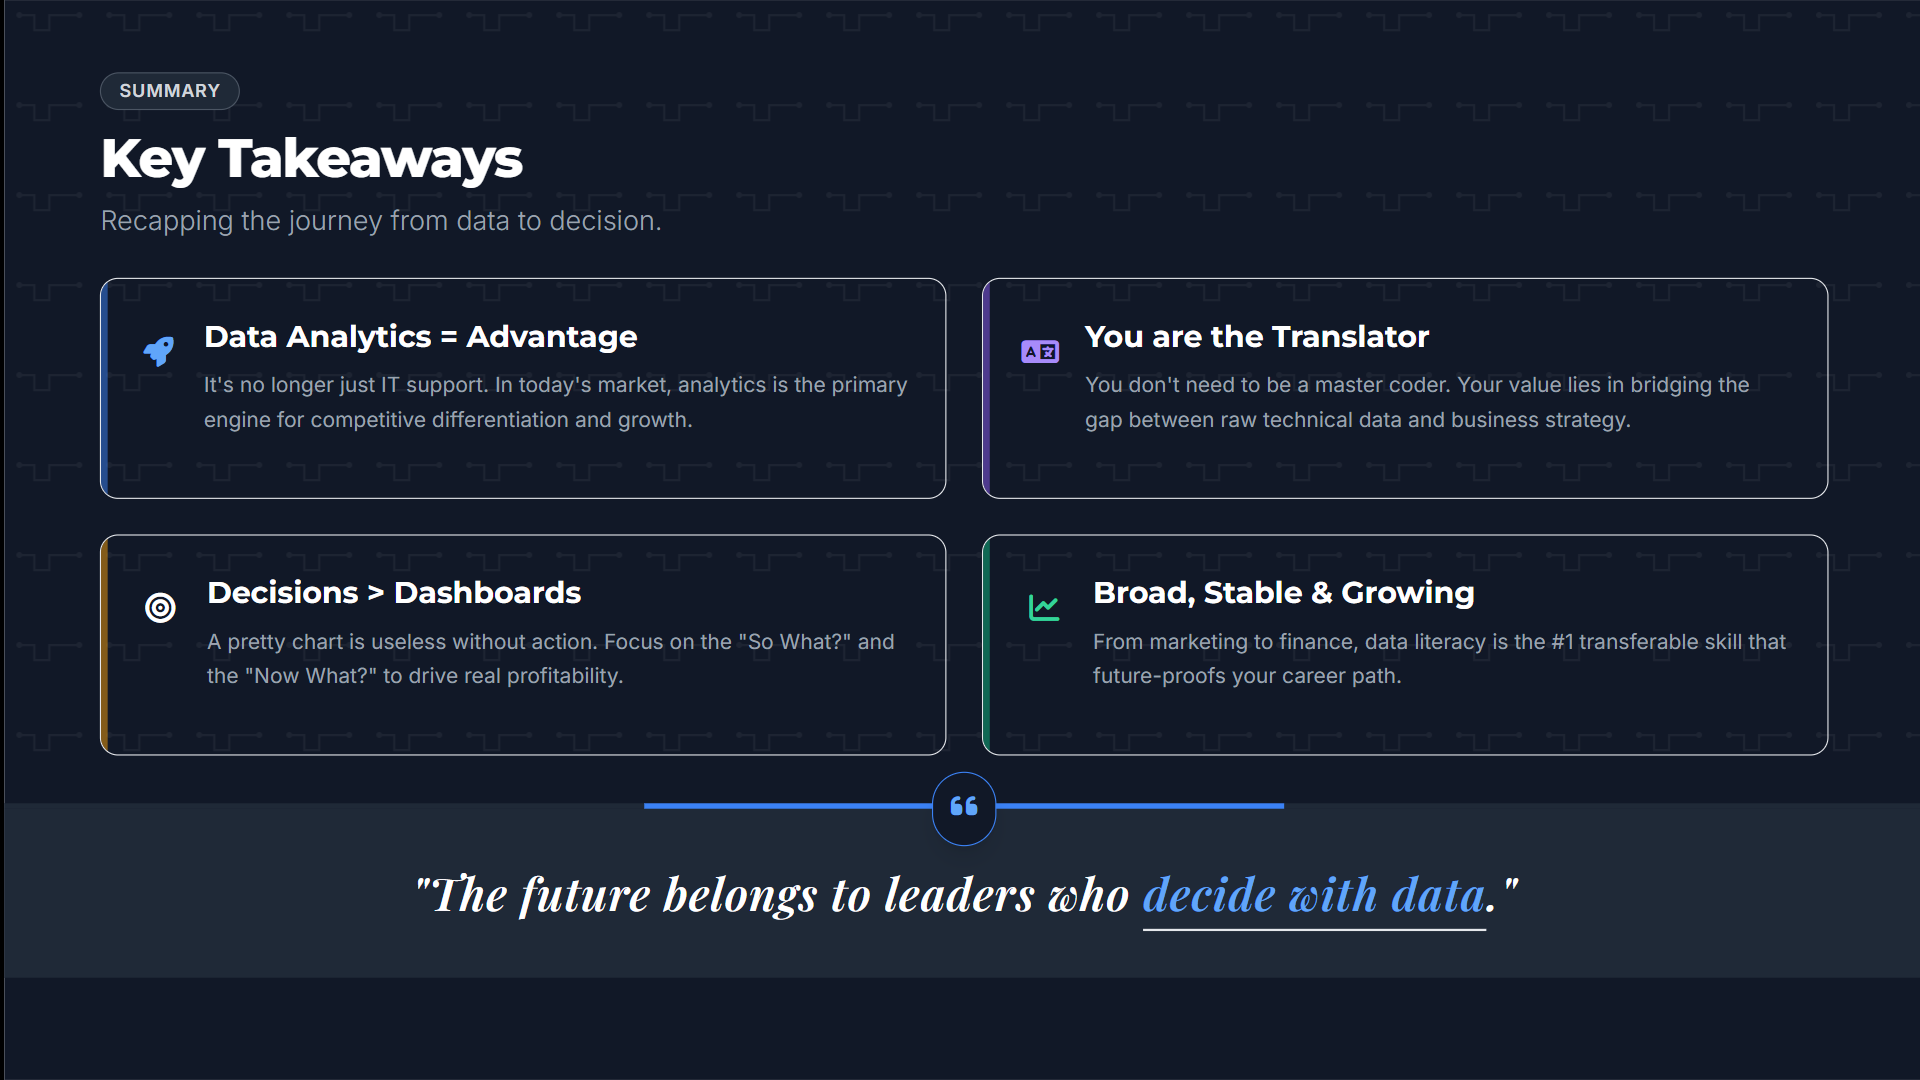 SUMMARY
Key Takeaways
Recapping the journey from data to decision.
Data Analytics = Advantage
It's no longer just IT support. In today's market, analytics is the primary
engine for competitive differentiation and growth.
You are the Translator
You don't need to be a master coder. Your value lies in bridging the
gap between raw technical data and business strategy.
Decisions > Dashboards
A pretty chart is useless without action. Focus on the "So What?" and
the "Now What?" to drive real profitability.
Broad, Stable & Growing
From marketing to finance, data literacy is the #1 transferable skill that
future-proofs your career path.
"The future belongs to leaders who decide with data."